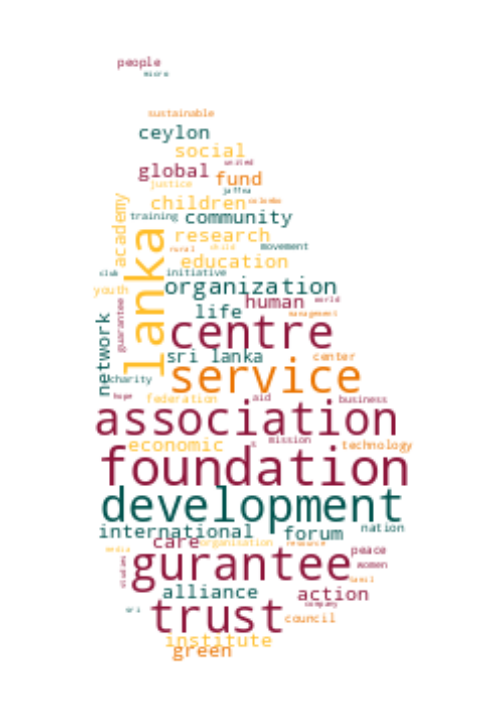 people
micro
sustainable
ceylon
social
united
global
fund
justice
jaffna
children
colombo
academy
training
community
lanka
research
rural
child
movement
education
club
initiative
youth
organization
human
world
guarantee
life
management
network
centre
sri lanka
center
charity
service
hope
federation
aid
business
association
economic
s
mission
technology
foundation
development
international
forum
nation
care
organisation
resource
media
peace
gurantee
women
studies
tamil
alliance
action
company
sri
trust
council
institute
green